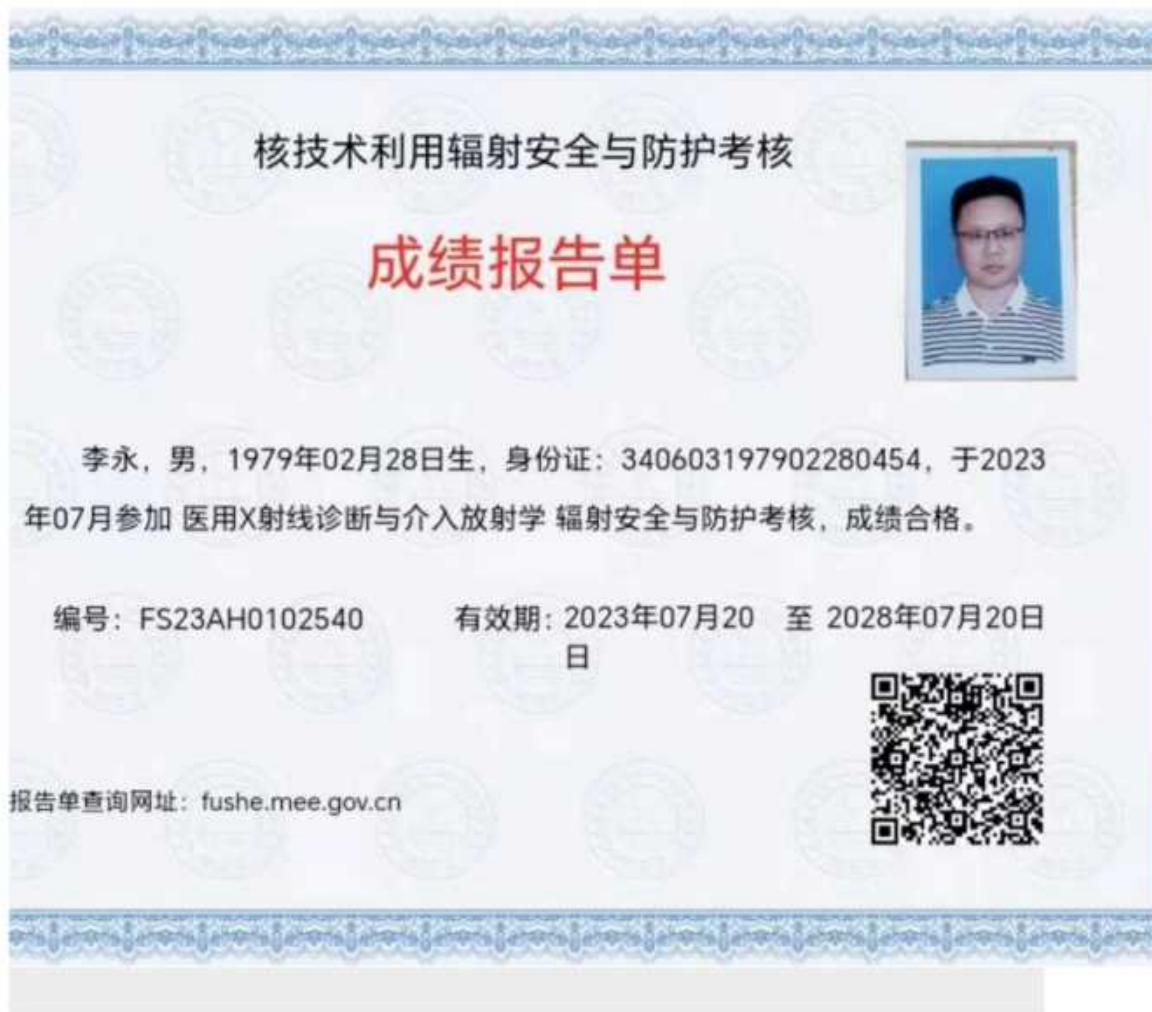 核技术利用辐射安全与防护考核
成绩报告单
李永，男，1979年02月28日生，身份证：340603197902280454，于2023
年07月参加 医用X射线诊断与介入放射学 辐射安全与防护考核，成绩合格。
编号：FS23AH0102540 有效期：2023年07月20 至 2028年07月20日
日
报告单查询网址：fushe.mee.gov.cn